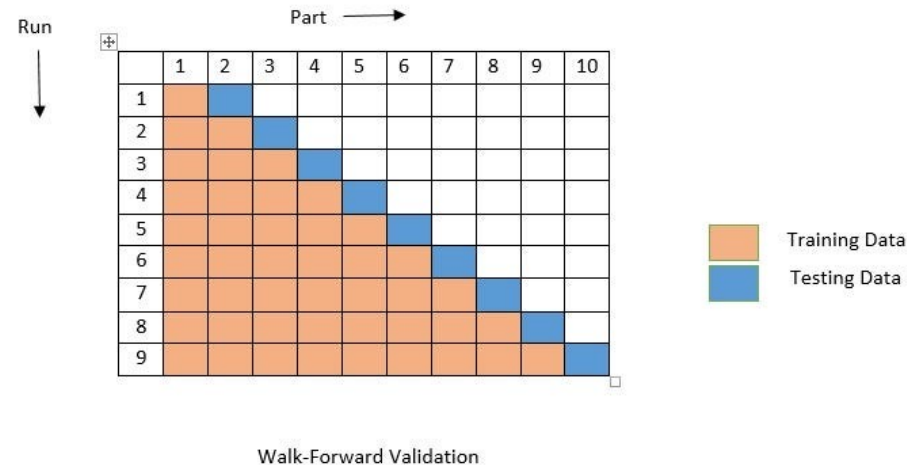 Part
Run
1 2 3 4 5 6 7 8 9 10
1
2
3
4
5
6
7
8
9
Training Data
Testing Data
Walk-Forward Validation